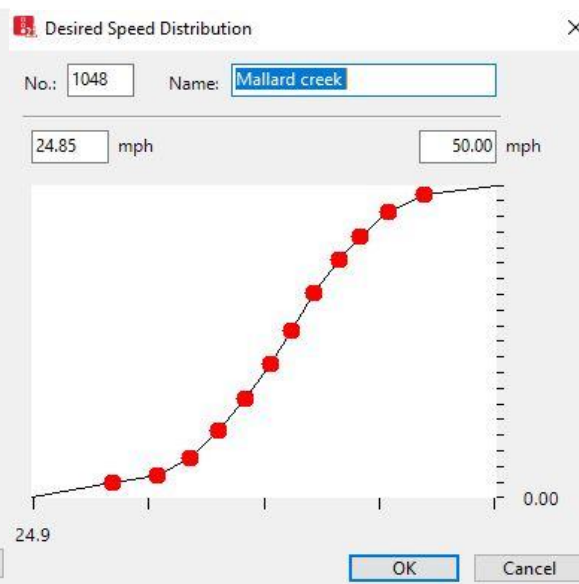 Desired Speed Distribution
No.: 1048 Name: Mallard creek
24.85 mph 50.00 mph
0.00
24.9
OK Cancel